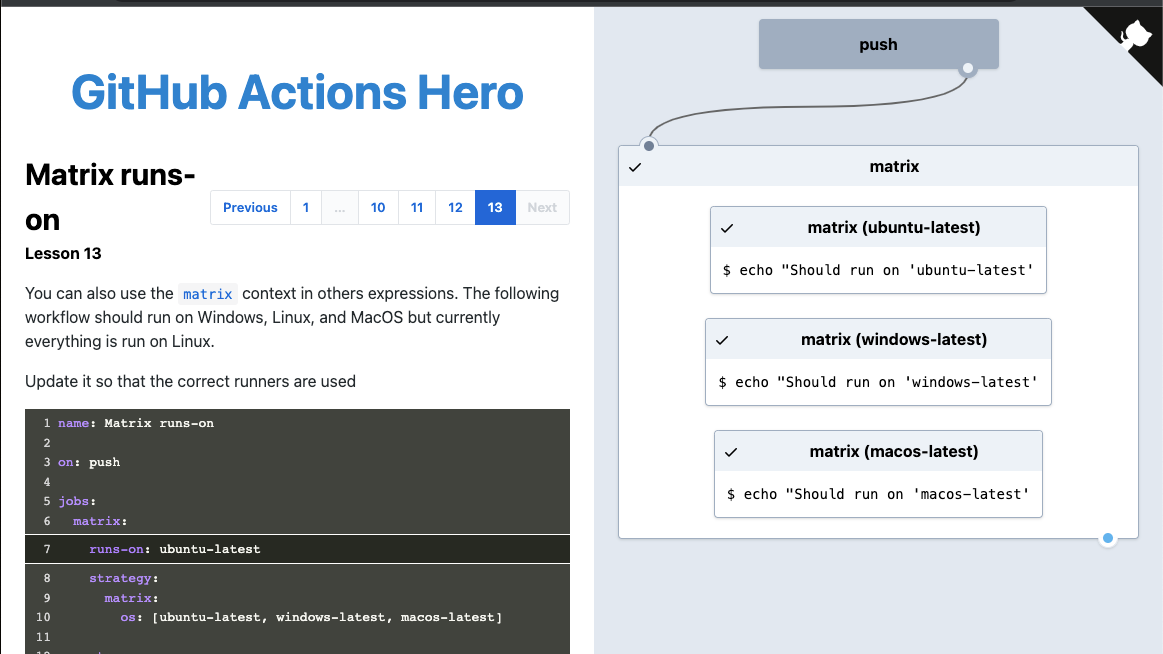 GitHub Actions Hero
Matrix runs-
on
Previous 1 ... 10 11 12 13 Next
Lesson 13
You can also use the matrix context in others expressions. The following
workflow should run on Windows, Linux, and MacOS but currently
everything is run on Linux.
Update it so that the correct runners are used
1 name: Matrix runs-on
2
3 on: push
4
5 jobs:
6 matrix:
7 runs-on: ubuntu-latest
8 strategy:
9 matrix:
10 os: [ubuntu-latest, windows-latest, macos-latest]
11
push
matrix
matrix (ubuntu-latest)
$ echo "Should run on 'ubuntu-latest'
matrix (windows-latest)
$ echo "Should run on 'windows-latest'
matrix (macos-latest)
$ echo "Should run on 'macos-latest'